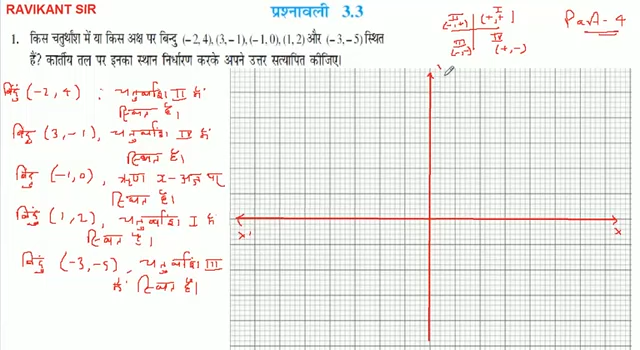 RAVIKANT SIR
प्रश्नावली 3.3
Part - 4
1. किस चतुर्थांश में या किस अक्ष पर बिन्दु (−2, 4), (3, −1), (−1, 0), (1, 2) और (−3, −5) स्थित
हैं? कार्तीय तल पर इनका स्थान निर्धारण करके अपने उत्तर सत्यापित कीजिए।
II I
(-,+) (+,+)
III IV
(-,-) (+,-)
बिंदु (-2, 4) : चतुर्थांश II में
स्थित है।
बिंदु (3, -1), चतुर्थांश IV में
स्थित है।
बिंदु (-1, 0), ऋण x-अक्ष पर
स्थित है।
बिंदु (1, 2), चतुर्थांश I में
स्थित है।
बिंदु (-3, -5), चतुर्थांश III
में स्थित है।
x' x